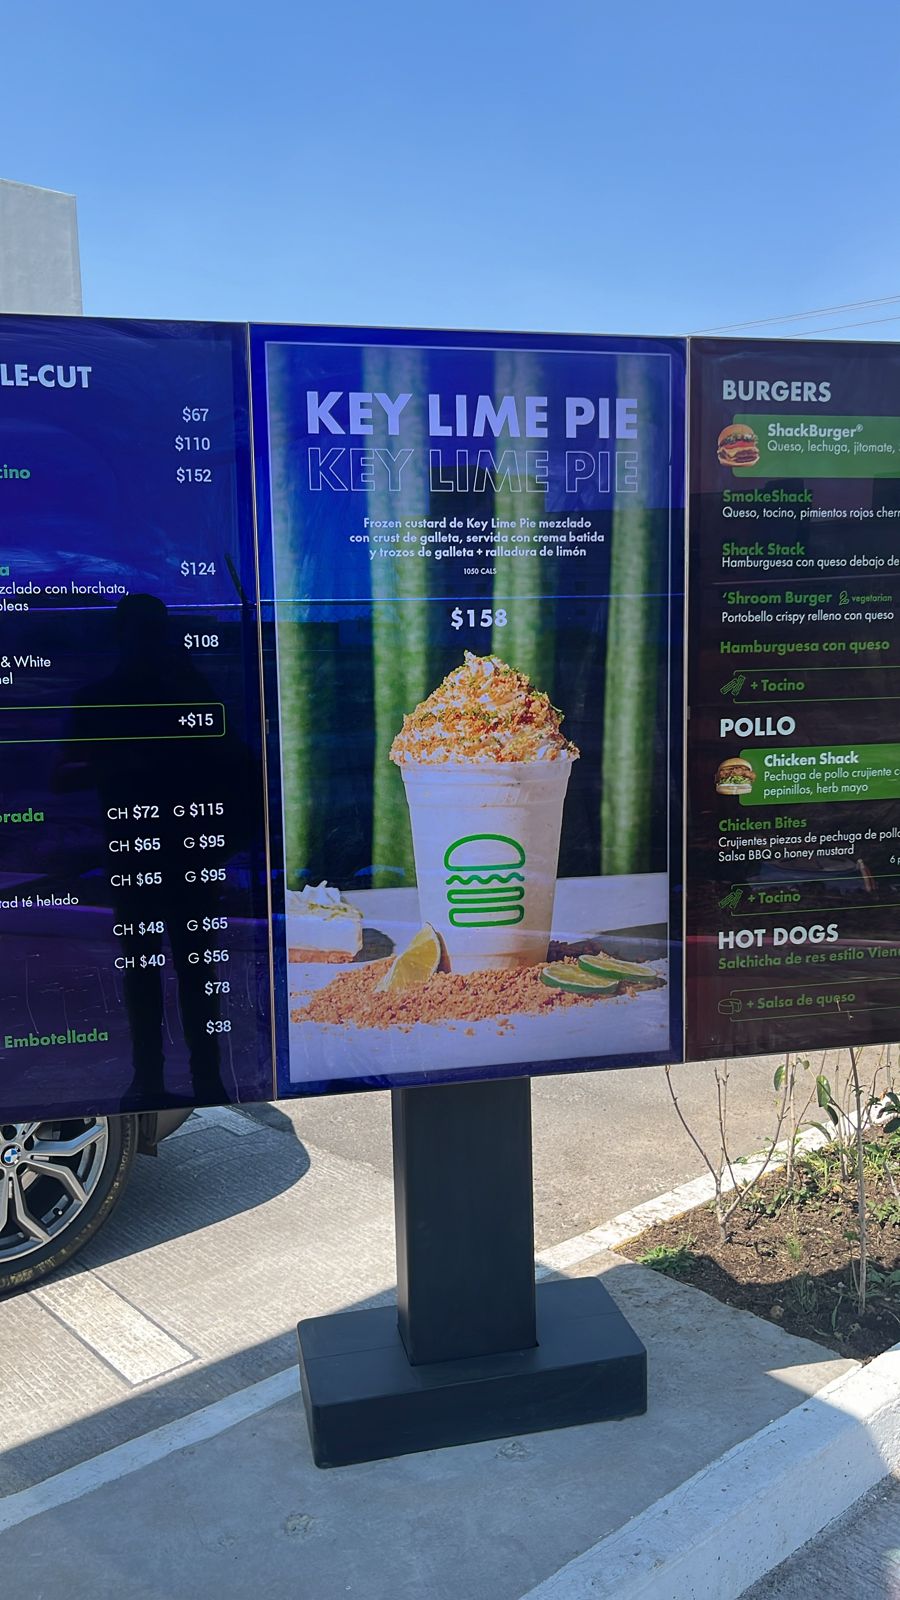 LE-CUT
$67
$110
cino $152
a $124
zclado con horchata,
oleas
$108
& White
nel
+$15
orada CH $72 G $115
CH $65 G $95
CH $65 G $95
tad té helado
CH $48 G $65
CH $40 G $56
$78
Embotellada $38
KEY LIME PIE
KEY LIME PIE
Frozen custard de Key Lime Pie mezclado
con crust de galleta, servida con crema batida
y trozos de galleta + ralladura de limón
1050 CALS
$158
BURGERS
ShackBurger®
Queso, lechuga, jitomate,
SmokeShack
Queso, tocino, pimientos rojos cherr
Shack Stack
Hamburguesa con queso debajo de
'Shroom Burger vegetarian
Portobello crispy relleno con queso
Hamburguesa con queso
+ Tocino
POLLO
Chicken Shack
Pechuga de pollo crujiente c
pepinillos, herb mayo
Chicken Bites
Crujientes piezas de pechuga de pollo
Salsa BBQ o honey mustard
6 p
+ Tocino
HOT DOGS
Salchicha de res estilo Vien
+ Salsa de queso